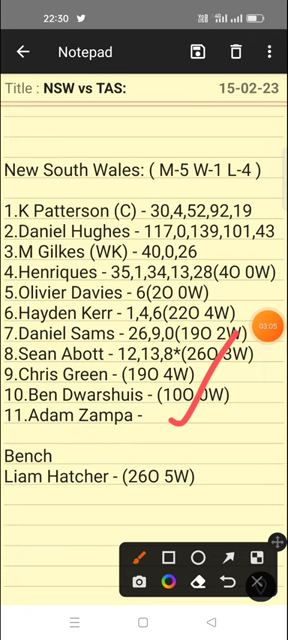 22:30
Notepad
Title : NSW vs TAS: 15-02-23
New South Wales: ( M-5 W-1 L-4 )
1.K Patterson (C) - 30,4,52,92,19
2.Daniel Hughes - 117,0,139,101,43
3.M Gilkes (WK) - 40,0,26
4.Henriques - 35,1,34,13,28(4O 0W)
5.Olivier Davies - 6(2O 0W)
6.Hayden Kerr - 1,4,6(22O 4W)
7.Daniel Sams - 26,9,0(19O 2W)
03:05
8.Sean Abott - 12,13,8*(26O 3W)
9.Chris Green - (19O 4W)
10.Ben Dwarshuis - (10O 0W)
11.Adam Zampa -
Bench
Liam Hatcher - (26O 5W)